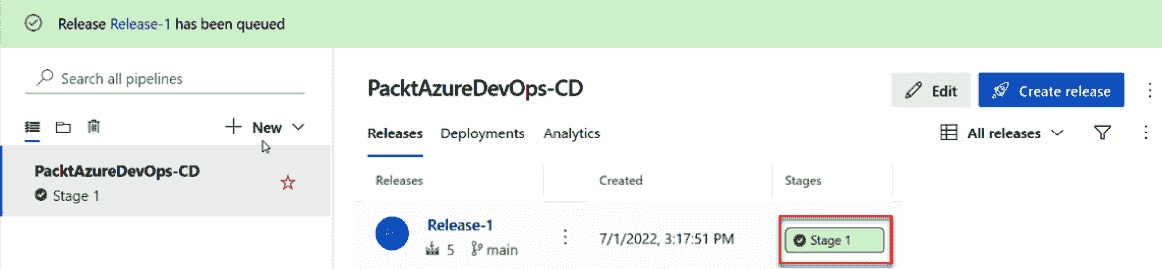 Release Release-1 has been queued
Search all pipelines
New
PacktAzureDevOps-CD
Stage 1
PacktAzureDevOps-CD
Edit
Create release
Releases Deployments Analytics
All releases
Releases Created Stages
Release-1
5 main
7/1/2022, 3:17:51 PM
Stage 1